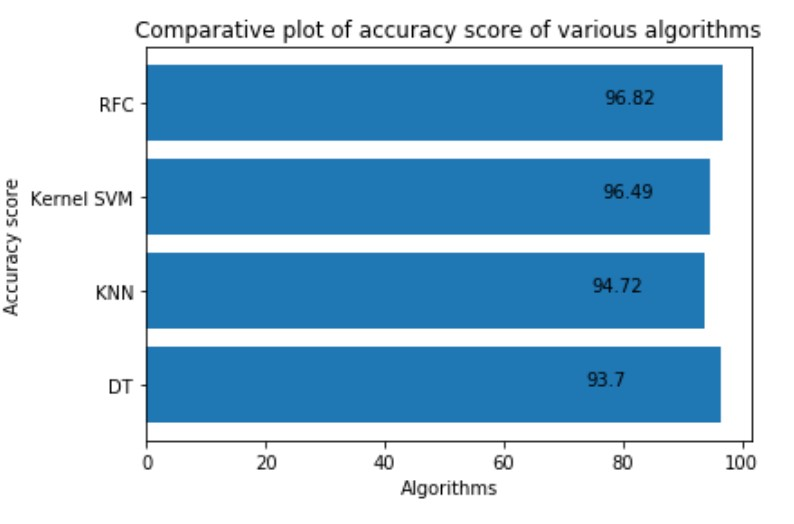 Comparative plot of accuracy score of various algorithms
Accuracy score
RFC
96.82
Kernel SVM
96.49
KNN
94.72
DT
93.7
0 20 40 60 80 100
Algorithms